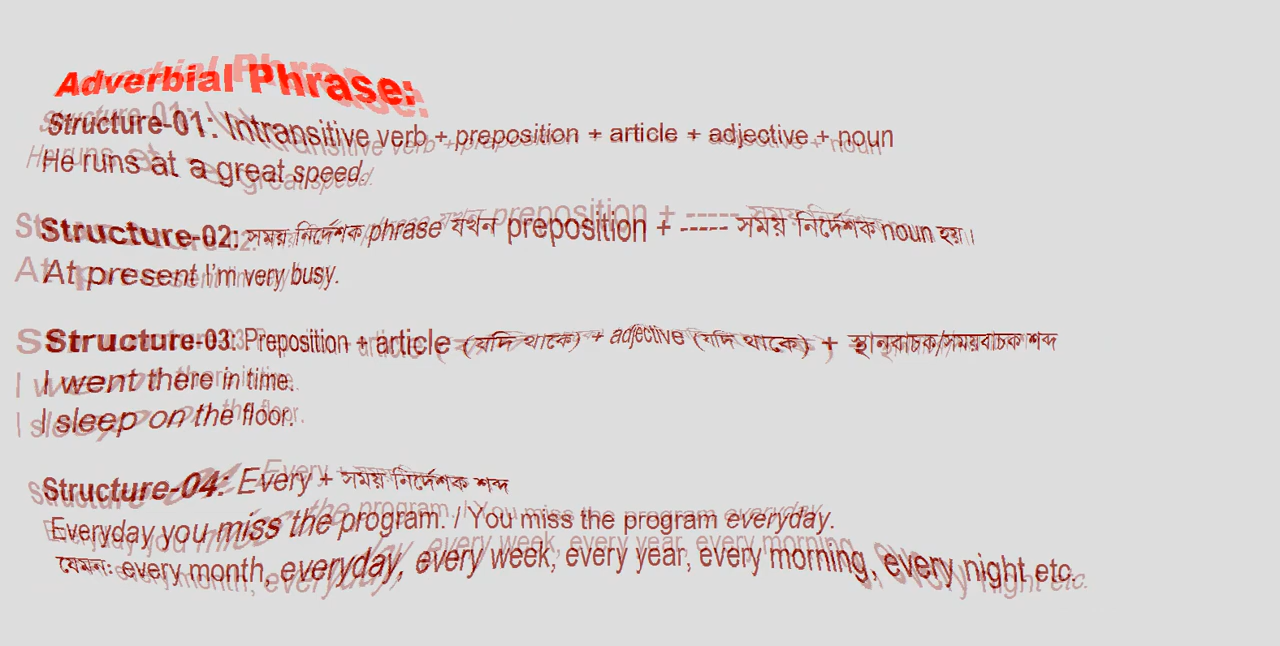 Adverbial Phrase:
Structure-01: Intransitive verb + preposition + article + adjective + noun
He runs at a great speed.
Structure-02: সময় নির্দেশক phrase যখন preposition + ----- সময় নির্দেশক noun হয়।
At present I'm very busy.
Structure-03: Preposition + article (যদি থাকে) + adjective (যদি থাকে) + স্থানবাচক/সময়বাচক শব্দ
I went there in time.
I sleep on the floor.
Structure-04: Every + সময় নির্দেশক শব্দ
Everyday you miss the program. / You miss the program everyday.
যেমন: every month, everyday, every week, every year, every morning, every night etc.